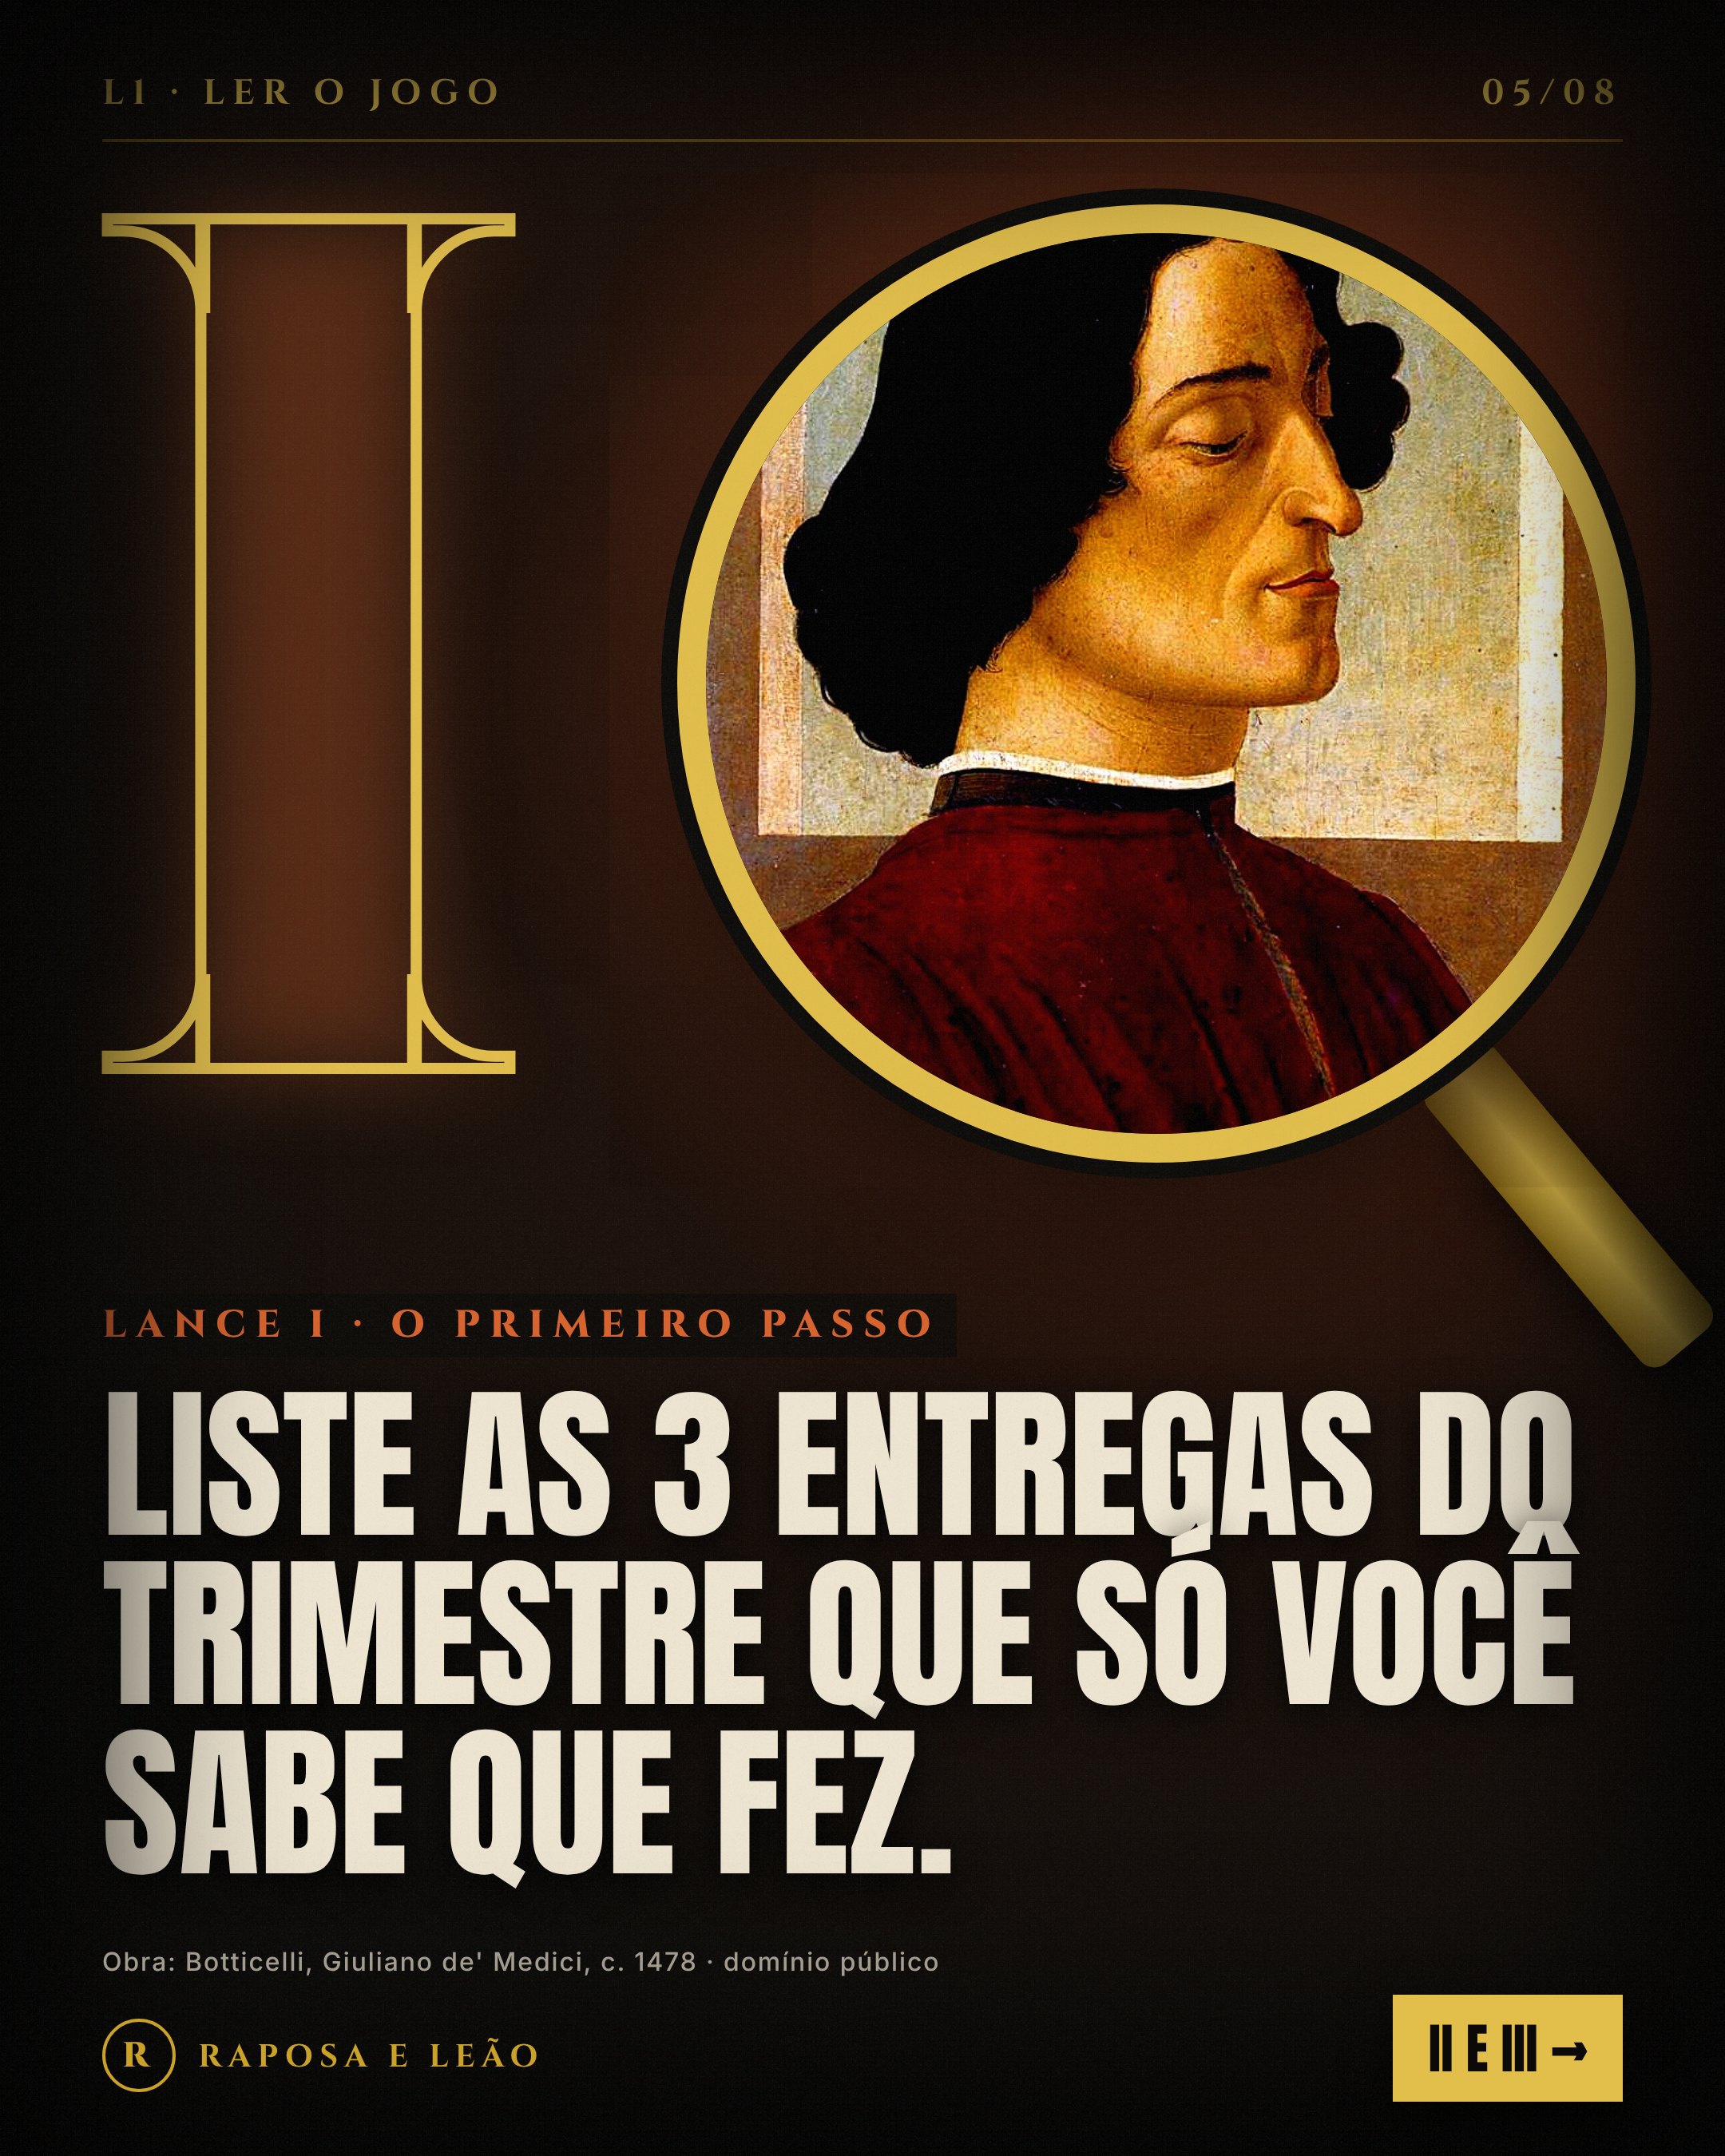 L1 · LER O JOGO
05/08
I
LANCE I · O PRIMEIRO PASSO
LISTE AS 3 ENTREGAS DO
TRIMESTRE QUE SÓ VOCÊ
SABE QUE FEZ.
Obra: Botticelli, Giuliano de' Medici, c. 1478 · domínio público
R RAPOSA E LEÃO
II E III →